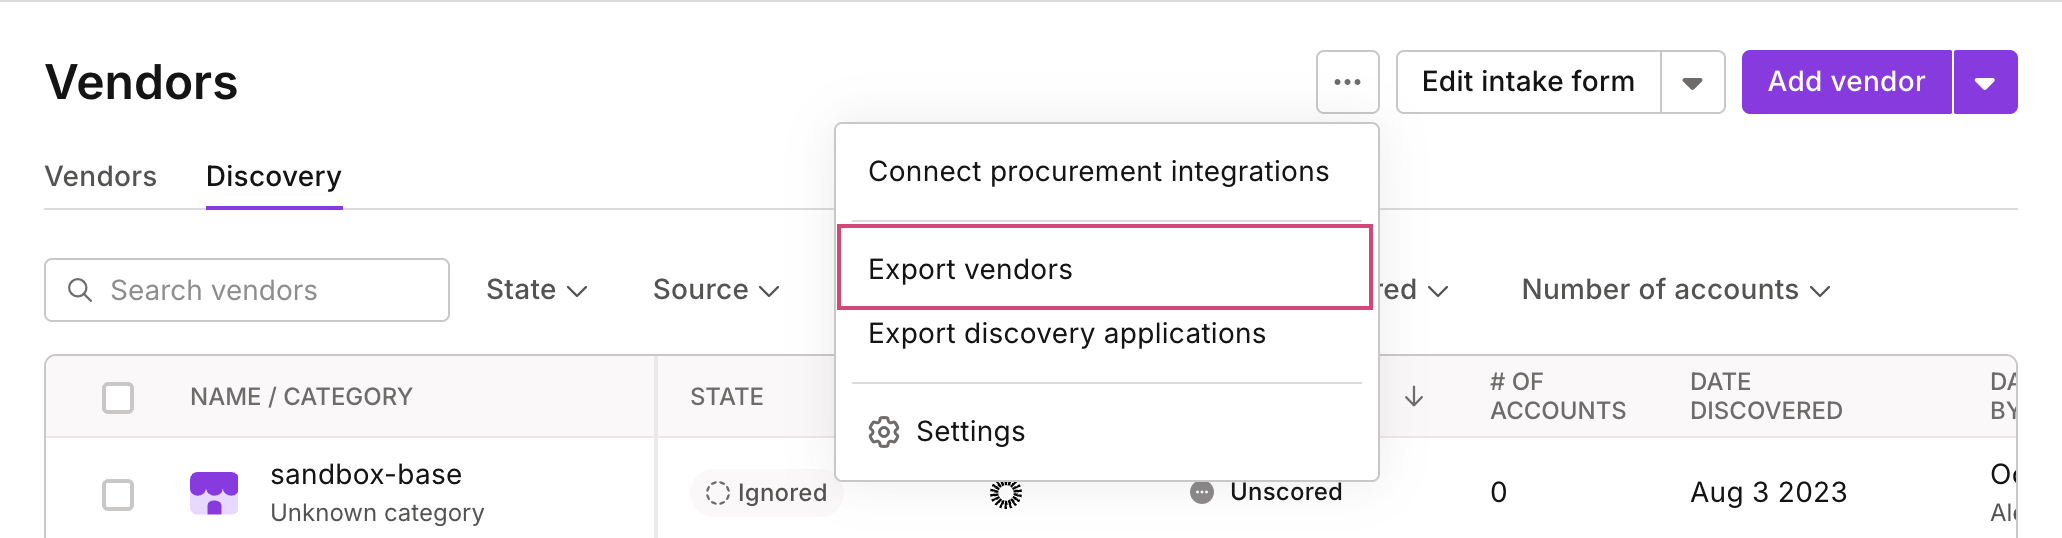 Vendors
Edit intake form
Add vendor
Connect procurement integrations
Export vendors
Export discovery applications
Settings
Vendors
Discovery
Search vendors
State
Source
Number of accounts
NAME / CATEGORY
STATE
# OF
ACCOUNTS
DATE
DISCOVERED
sandbox-base
Unknown category
Ignored
Unscored
0
Aug 3 2023